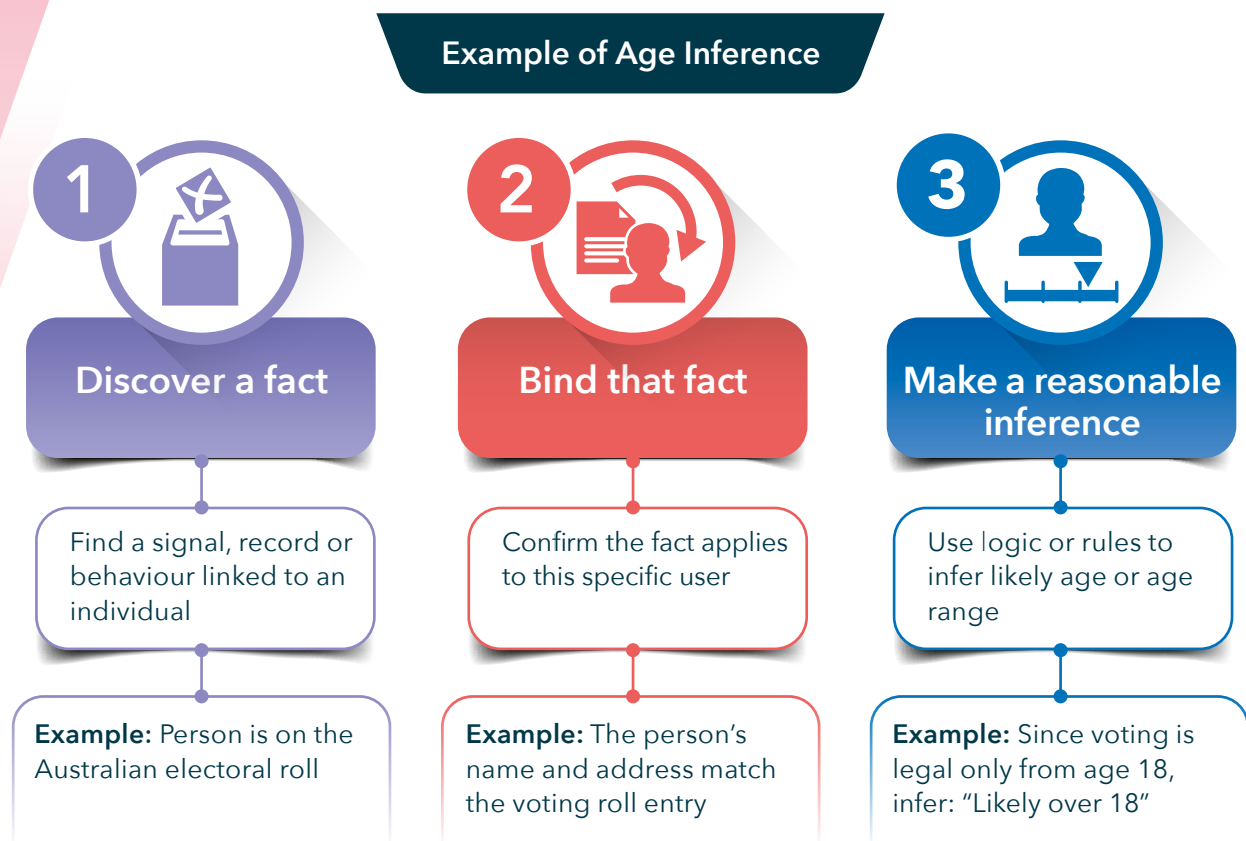 Example of Age Inference
1
Discover a fact
Find a signal, record or
behaviour linked to an
individual
Example: Person is on the
Australian electoral roll
2
Bind that fact
Confirm the fact applies
to this specific user
Example: The person’s
name and address match
the voting roll entry
3
Make a reasonable
inference
Use logic or rules to
infer likely age or age
range
Example: Since voting is
legal only from age 18,
infer: “Likely over 18”